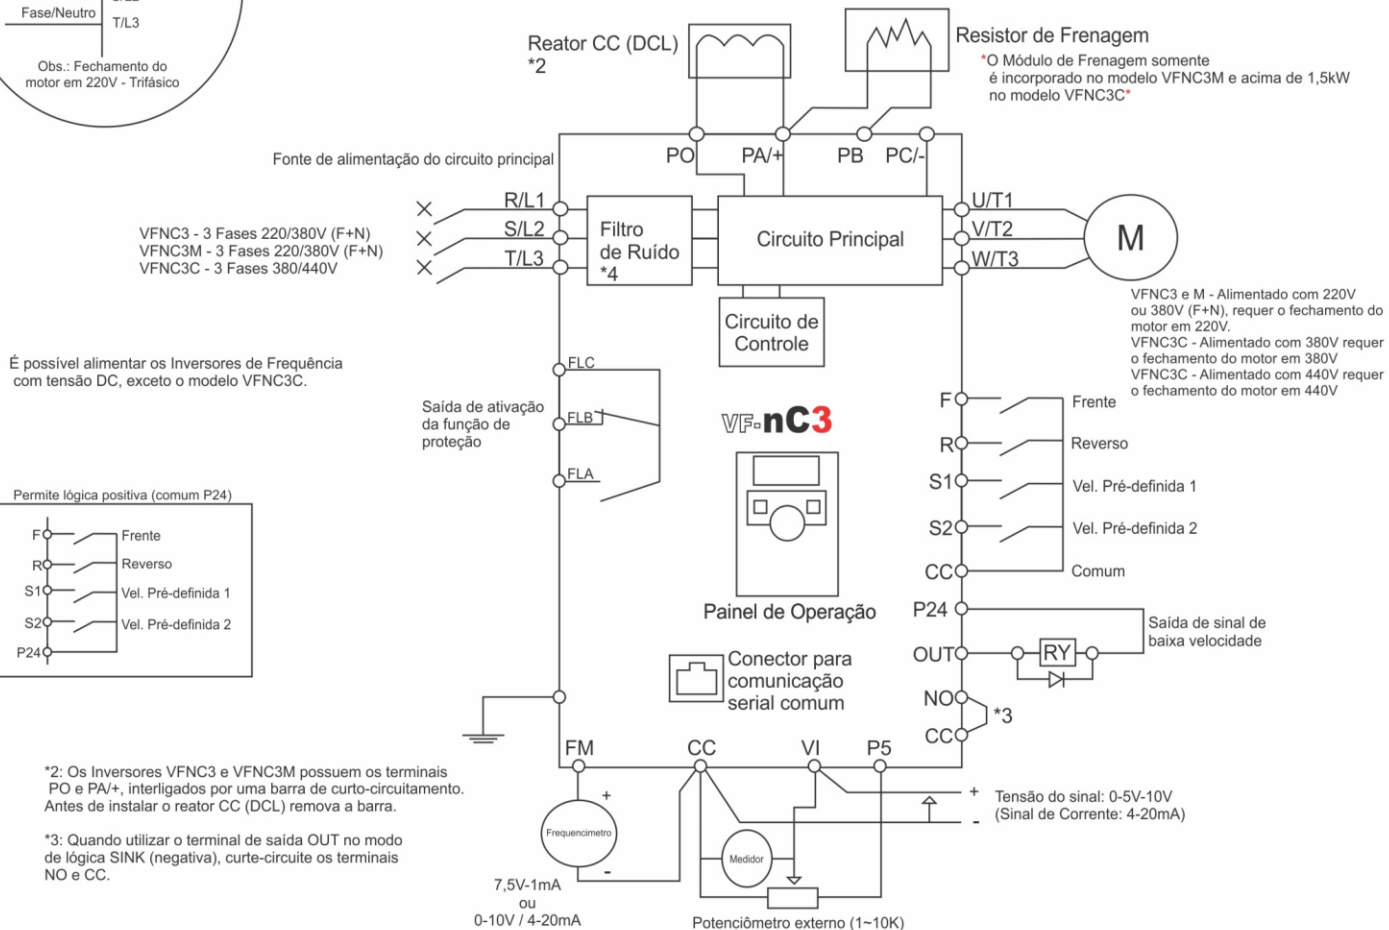 Fase/Neutro
T/L3
Obs.: Fechamento do
motor em 220V - Trifásico
Reator CC (DCL)
*2
Resistor de Frenagem
*O Módulo de Frenagem somente
é incorporado no modelo VFNC3M e acima de 1,5kW
no modelo VFNC3C*
Fonte de alimentação do circuito principal
PO
PA/+
PB
PC/-
R/L1
S/L2
T/L3
VFNC3 - 3 Fases 220/380V (F+N)
VFNC3M - 3 Fases 220/380V (F+N)
VFNC3C - 3 Fases 380/440V
Filtro
de Ruído
*4
Circuito Principal
U/T1
V/T2
W/T3
M
Circuito de
Controle
VFNC3 e M - Alimentado com 220V
ou 380V (F+N), requer o fechamento do
motor em 220V.
VFNC3C - Alimentado com 380V requer
o fechamento do motor em 380V
VFNC3C - Alimentado com 440V requer
o fechamento do motor em 440V
É possível alimentar os Inversores de Frequência
com tensão DC, exceto o modelo VFNC3C.
FLC
FLB
FLA
Saída de ativação
da função de
proteção
VF-nC3
Painel de Operação
F
Frente
R
Reverso
S1
Vel. Pré-definida 1
S2
Vel. Pré-definida 2
CC
Comum
P24
OUT
RY
Saída de sinal de
baixa velocidade
NO
CC
*3
Permite lógica positiva (comum P24)
F
Frente
R
Reverso
S1
Vel. Pré-definida 1
S2
Vel. Pré-definida 2
P24
Conector para
comunicação
serial comum
FM
CC
VI
P5
*2: Os Inversores VFNC3 e VFNC3M possuem os terminais
PO e PA/+, interligados por uma barra de curto-circuitamento.
Antes de instalar o reator CC (DCL) remova a barra.
*3: Quando utilizar o terminal de saída OUT no modo
de lógica SINK (negativa), curte-circuite os terminais
NO e CC.
+
Frequencimetro
-
7,5V-1mA
ou
0-10V / 4-20mA
Medidor
Potenciômetro externo (1~10K)
+
-
Tensão do sinal: 0-5V-10V
(Sinal de Corrente: 4-20mA)